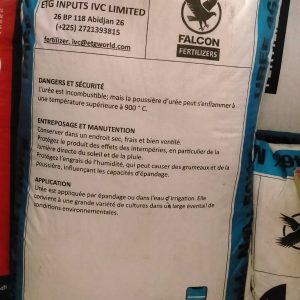 ETG INPUTS IVC LIMITED
26 BP 118 Abidjan 26
(+225) 2721393815
fertilizer.ivc@etgworld.com
FALCON
FERTILIZERS
DANGERS ET SÉCURITÉ
L'urée est incombustible; mais la poussière d'urée peut s'enflammer à
une température supérieure à 900 ° C.
ENTREPOSAGE ET MANUTENTION
Conserver dans un endroit sec, frais et bien ventilé.
Protégez le produit des effets des intempéries, en particulier de la
lumière directe du soleil et de la pluie.
Protégez l'engrais de l'humidité, qui peut causer des grumeaux et de la
poussière, influençant les capacités d'épandage.
APPLICATION
Urée est appliquée par épandage ou dans l'eau d'irrigation. Elle
convient à une grande variété de cultures dans un large éventail de
conditions environnementales.